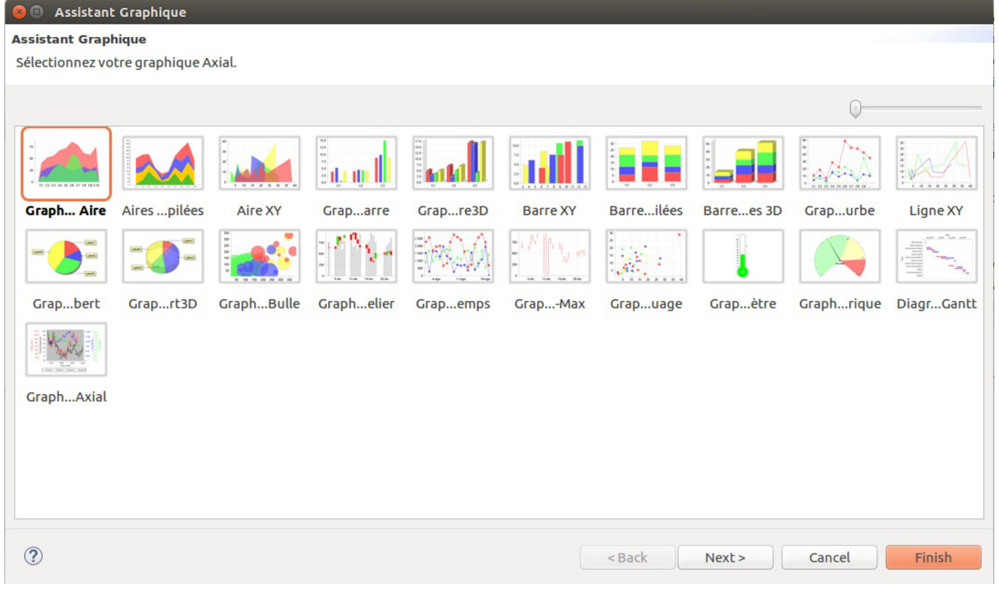 Assistant Graphique
Assistant Graphique
Sélectionnez votre graphique Axial.
Graph... Aire
Aires ...pilées
Aire XY
Grap...arre
Grap...re3D
Barre XY
Barre...ilées
Barre...es 3D
Grap...urbe
Ligne XY
Grap...bert
Grap...rt3D
Graph...Bulle
Graph...elier
Grap...emps
Grap...-Max
Grap...uage
Grap...ètre
Graph...rique
Diagr...Gantt
Graph...Axial
?
< Back
Next >
Cancel
Finish